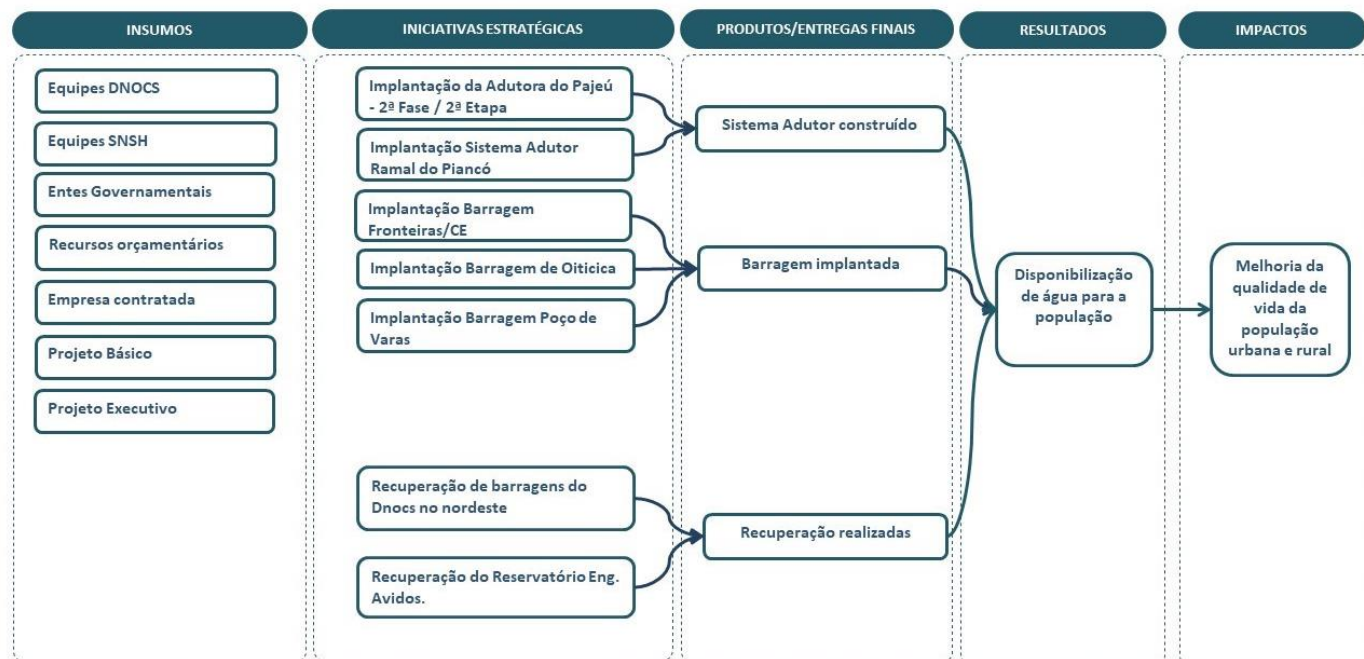 INSUMOS
INICIATIVAS ESTRATÉGICAS
PRODUTOS/ENTREGAS FINAIS
RESULTADOS
IMPACTOS
Equipes DNOCS
Equipes SNSH
Entes Governamentais
Recursos orçamentários
Empresa contratada
Projeto Básico
Projeto Executivo
Implantação da Adutora do Pajeú
- 2ª Fase / 2ª Etapa
Implantação Sistema Adutor
Ramal do Piancó
Implantação Barragem
Fronteiras/CE
Implantação Barragem de Oiticica
Implantação Barragem Poço de
Varas
Recuperação de barragens do
Dnocs no nordeste
Recuperação do Reservatório Eng.
Avidos.
Sistema Adutor construído
Barragem implantada
Recuperação realizadas
Disponibilização
de água para a
população
Melhoria da
qualidade de
vida da
população
urbana e rural